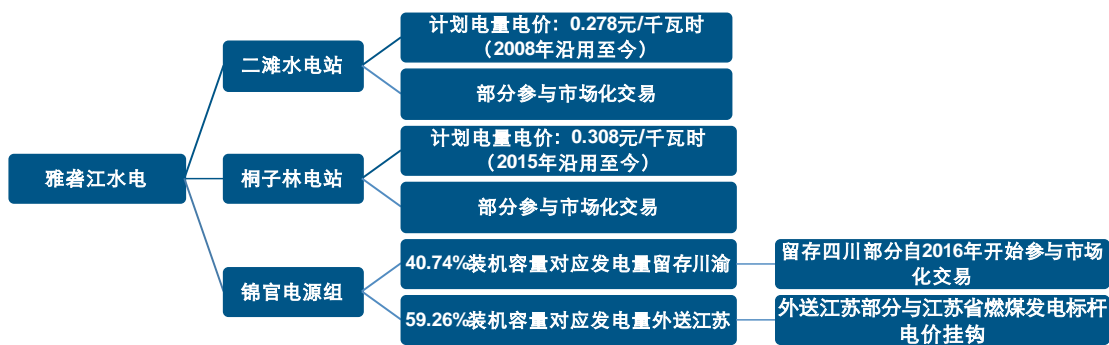 雅砻江水电
二滩水电站
计划电量电价：0.278元/千瓦时
（2008年沿用至今）
部分参与市场化交易
桐子林电站
计划电量电价：0.308元/千瓦时
（2015年沿用至今）
部分参与市场化交易
锦官电源组
40.74%装机容量对应发电量留存川渝
留存四川部分自2016年开始参与市场
化交易
59.26%装机容量对应发电量外送江苏
外送江苏部分与江苏省燃煤发电标杆
电价挂钩